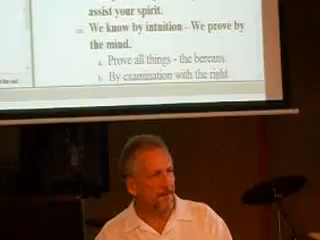 assist your spirit.
iii. We know by intuition - We prove by
the mind.
a. Prove all things - the bereans.
b. By examination with the right